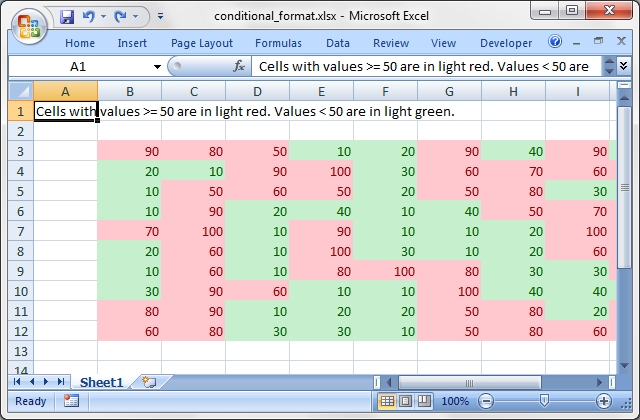 conditional_format.xlsx - Microsoft Excel
Home Insert Page Layout Formulas Data Review View Developer
A1 fx Cells with values >= 50 are in light red. Values < 50 are
A B C D E F G H I
1 Cells with values >= 50 are in light red. Values < 50 are in light green.
2
3 90 80 50 10 20 90 40 90
4 20 10 90 100 30 60 70 60
5 10 50 60 50 20 50 80 30
6 10 90 20 40 10 40 50 70
7 70 100 10 90 10 10 20 100
8 20 60 10 100 30 10 20 60
9 10 60 10 80 100 80 30 30
10 30 90 60 10 10 100 40 40
11 80 90 10 20 20 50 80 20
12 60 80 30 30 10 50 80 60
13
14
Sheet1
Ready 100%